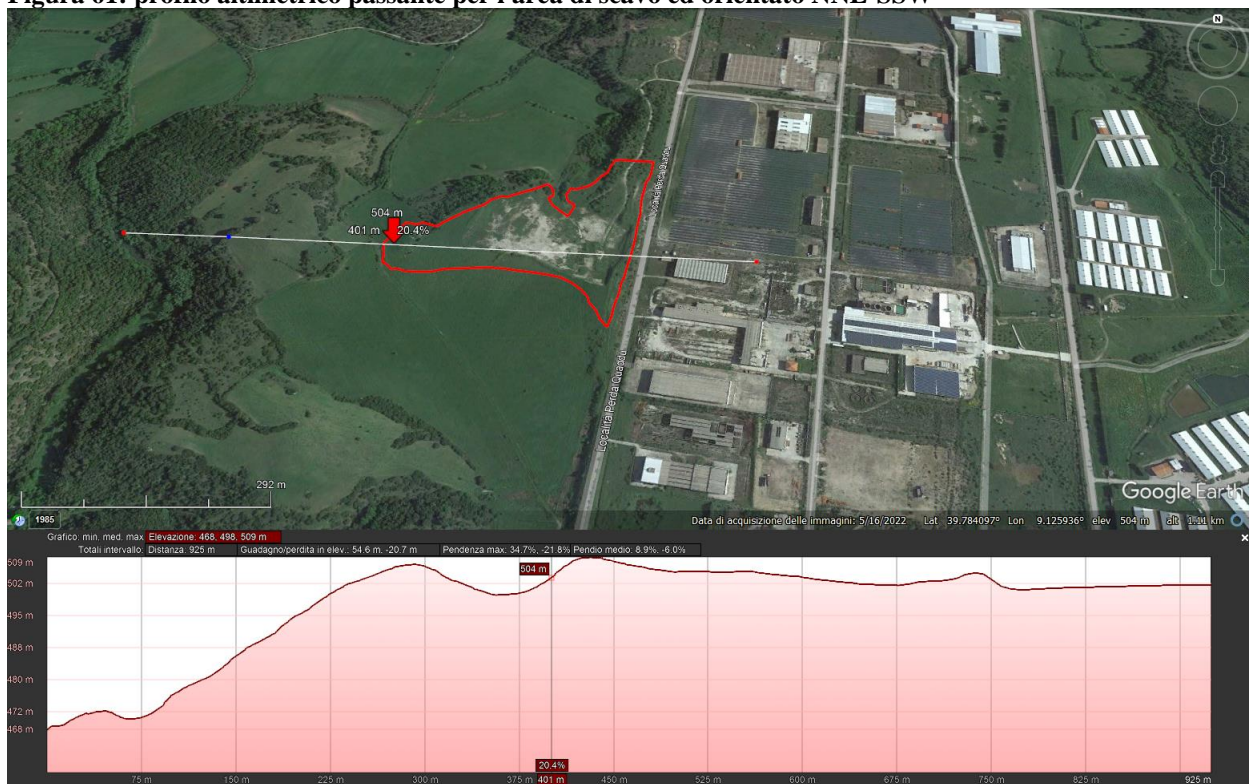 Figura 01: profilo altimetrico passante per l'area di scavo ed orientato NNE-SSW
N
Località Perda Quaddu
504 m
401 m 20.4%
Località Perda Quaddu
292 m
Google Earth
1985
Data di acquisizione delle immagini: 5/16/2022 Lat 39.784097° Lon 9.125936° elev 504 m alt 1.11 km
Grafico: min. med. max Elevazione: 468, 498, 509 m
Totali intervallo: Distanza: 925 m Guadagno/perdita in elev.: 54.6 m, -20.7 m Pendenza max: 34.7%, -21.8% Pendio medio: 8.9%, -6.0%
509 m
504 m
502 m
495 m
488 m
480 m
472 m
468 m
20.4%
75 m 150 m 225 m 300 m 375 m 401 m 450 m 525 m 600 m 675 m 750 m 825 m 925 m